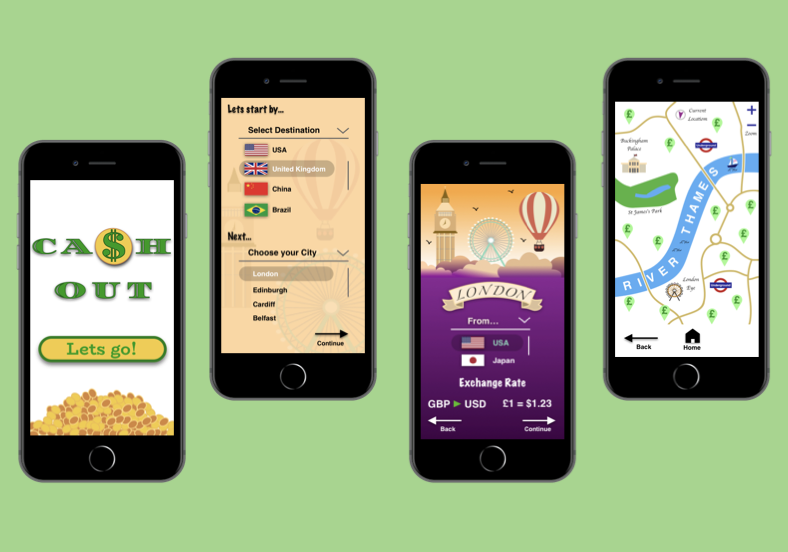 CA$H
OUT
Lets go!
Lets start by...
Select Destination
USA
United Kingdom
China
Brazil
Next...
Choose your City
London
Edinburgh
Cardiff
Belfast
Continue
LONDON
From...
USA
Japan
Exchange Rate
GBP ▶ USD £1 = $1.23
Back
Continue
Current
Location
+
−
Zoom
Buckingham
Palace
Underground
St James's Park
RIVER THAMES
London
Eye
Underground
£
£
£
£
£
£
£
£
£
£
£
£
£
Back
Home